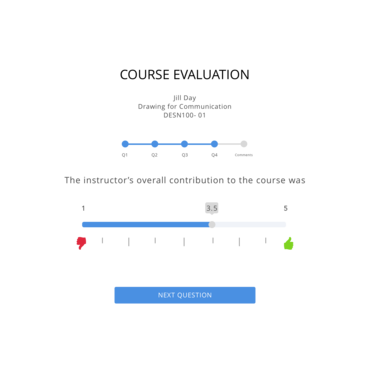 COURSE EVALUATION
Jill Day
Drawing for Communication
DESN100- 01
Q1 Q2 Q3 Q4 Comments
The instructor's overall contribution to the course was
1 3.5 5
NEXT QUESTION